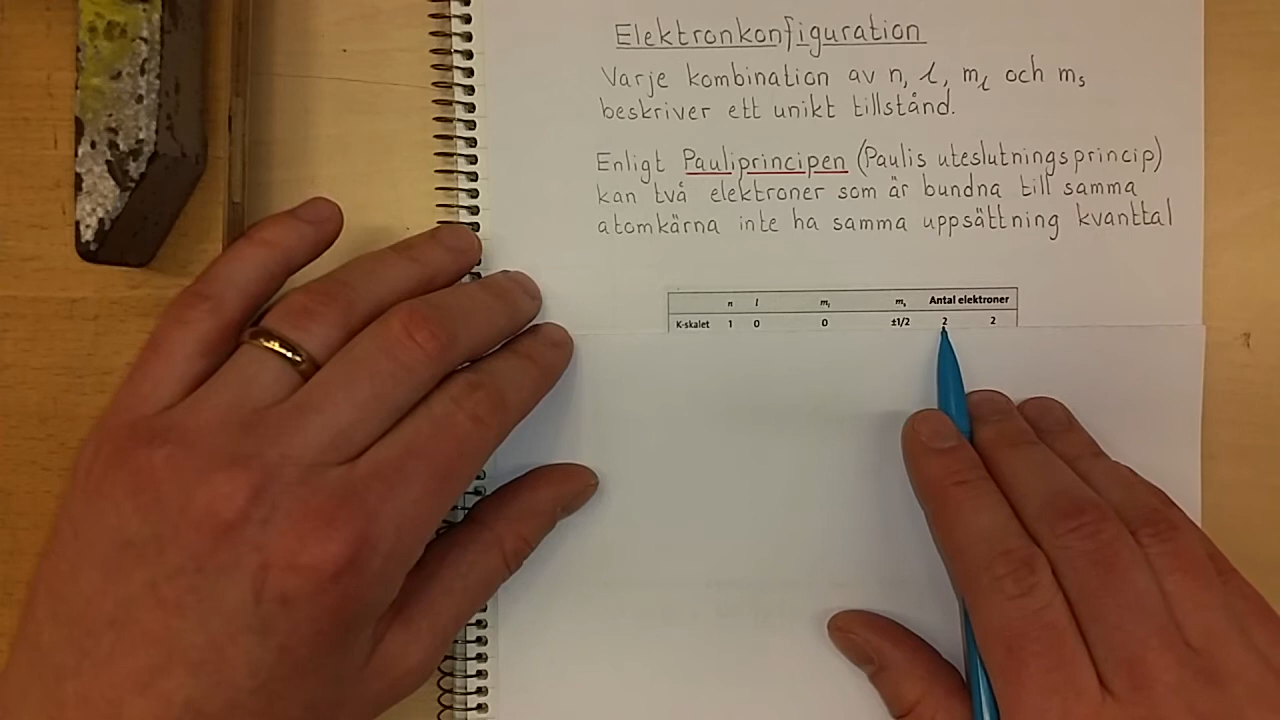 Elektronkonfiguration
Varje kombination av n, l, mₗ och mₛ
beskriver ett unikt tillstånd.
Enligt Pauliprincipen (Paulis uteslutningsprincip)
kan två elektroner som är bundna till samma
atomkärna inte ha samma uppsättning kvanttal
n l mₗ mₛ Antal elektroner
K-skalet 1 0 0 ±1/2 2 2